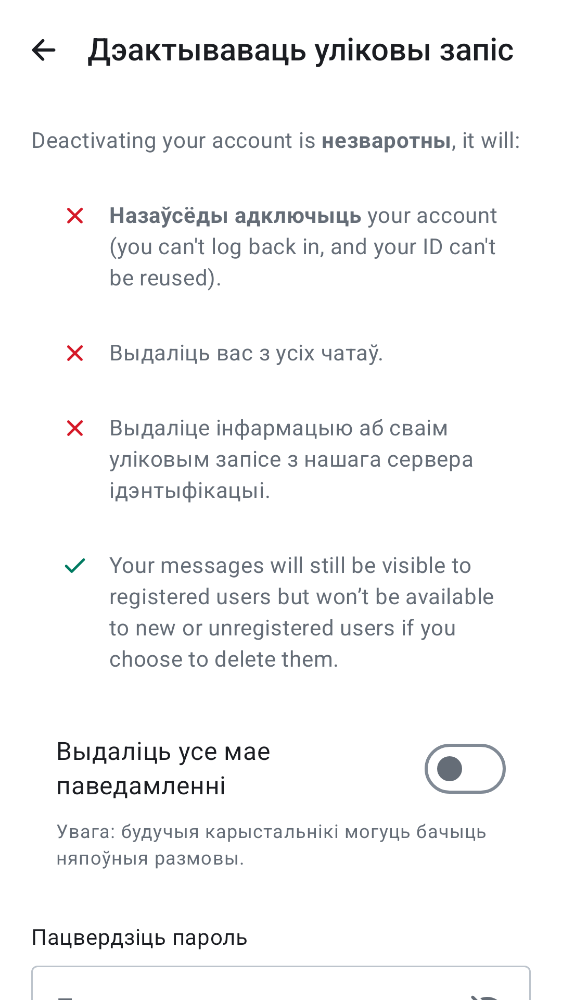 Дэактываваць уліковы запіс
Deactivating your account is незваротны, it will:
Назаўсёды адключыць your account
(you can't log back in, and your ID can't
be reused).
Выдаліць вас з усіх чатаў.
Выдаліце інфармацыю аб сваім
уліковым запісе з нашага сервера
ідэнтыфікацыі.
Your messages will still be visible to
registered users but won’t be available
to new or unregistered users if you
choose to delete them.
Выдаліць усе мае
паведамленні
Увага: будучыя карыстальнікі могуць бачыць
няпоўныя размовы.
Пацвердзіць пароль